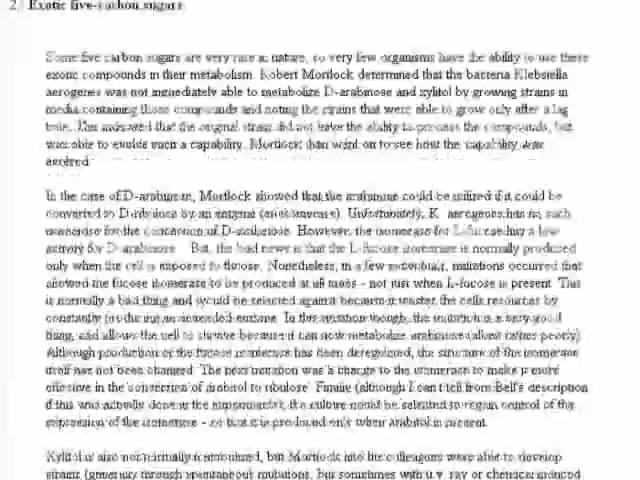 2. Exotic five-carbon sugars
Some five carbon sugars are very rare in nature, so very few organisms have the ability to use these
exotic compounds in their metabolism. Robert Mortlock determined that the bacteria Klebsiella
aerogenes was not immediately able to metabolize D-arabinose and xylitol by growing strains in
media containing those compounds and noting the strains that were able to grow only after a lag
time. This indicated that the original strain did not have the ability to process the compounds, but
was able to evolve such a capability. Mortlock then went on to see how the capability was
In the case of D-arabinose, Mortlock showed that the arabinose could be utilized if it could be
converted to D-ribulose by an enzyme Unfortunately, K. aerogenes has no such
isomerase for the conversion of D-arabinose. However, the isomerase for L-fucose has a low
activity for D-arabinose. But, the bad news is that the L-fucose isomerase is normally produced
only when the cell is exposed to fucose. Nonetheless, in a few mutations occurred that
allowed the fucose isomerase to be produced at all times - not just when L-fucose is present. This
is normally a bad thing and would be selected against because it wastes the cells resources by
constantly In this situation though, the mutation is a very good
thing, and allows the cell to survive because it can now metabolize arabinose (albeit rather poorly).
Although production of the fucose isomerase has been deregulated, the structure of the isomerase
itself has not been changed. The next mutation was a change to the isomerase to make it more
effective in the conversion of to ribulose. (although I can't tell from Bell's description
if this was actually done in the the culture could be selected to regain control of the
expression of the isomerase - so that it is produced only when arabitol is present.
Xylitol is also not normally metabolized, but Mortlock and his colleagues were able to develop
strains (generally through spontaneous mutations, but sometimes with u.v. ray or chemical induced